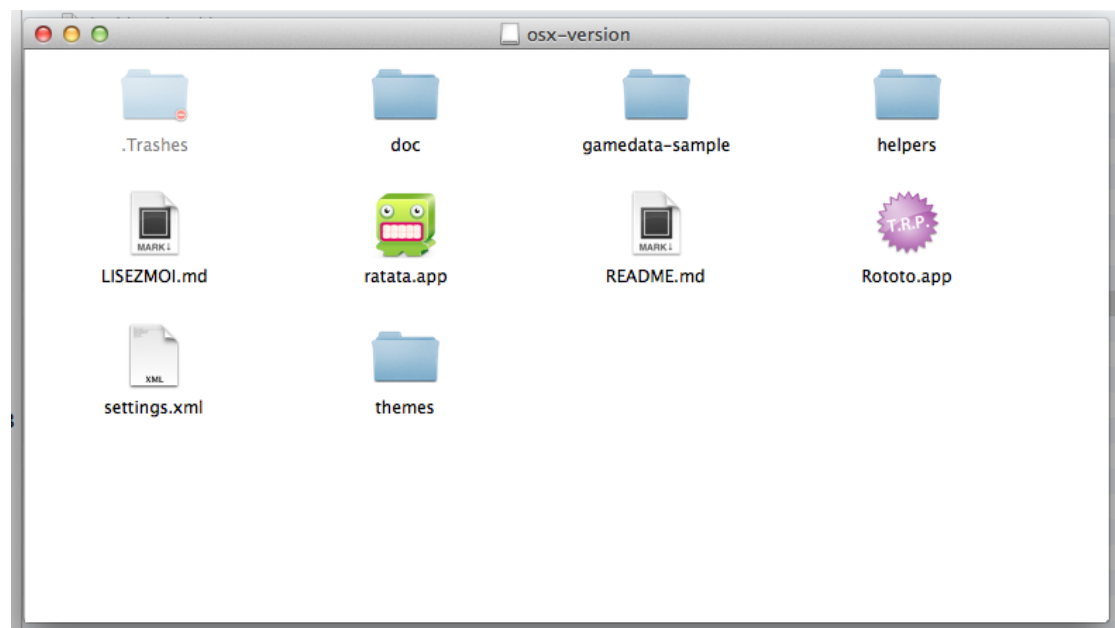 osx-version
.Trashes
doc
gamedata-sample
helpers
MARK↓
MARK↓
T.R.P.
LISEZMOI.md
ratata.app
README.md
Rototo.app
XML
settings.xml
themes